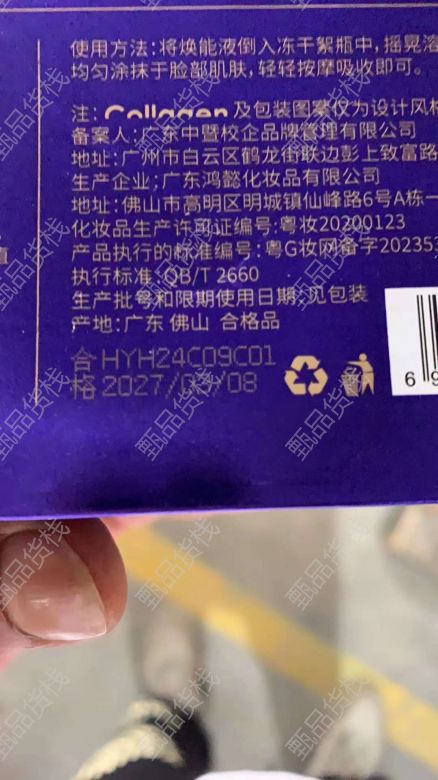 使用方法:将焕能液倒入冻干絮瓶中,摇晃溶
均匀涂抹于脸部肌肤,轻轻按摩吸收即可。
注: Collagen 及包装图案仅为设计风格
备案人:广东中暨校企品牌管理有限公司
地址:广州市白云区鹤龙街联边彭上致富路
生产企业:广东鸿懿化妆品有限公司
地址:佛山市高明区明城镇仙峰路6号A栋一
化妆品生产许可证编号:粤妆20200123
产品执行的标准编号:粤G妆网备字202353
执行标准:QB/T 2660
生产批号和限期使用日期:见包装
产地:广东 佛山 合格品
合 HYH24C09C01
格 2027/03/08
6 9
甄品货栈